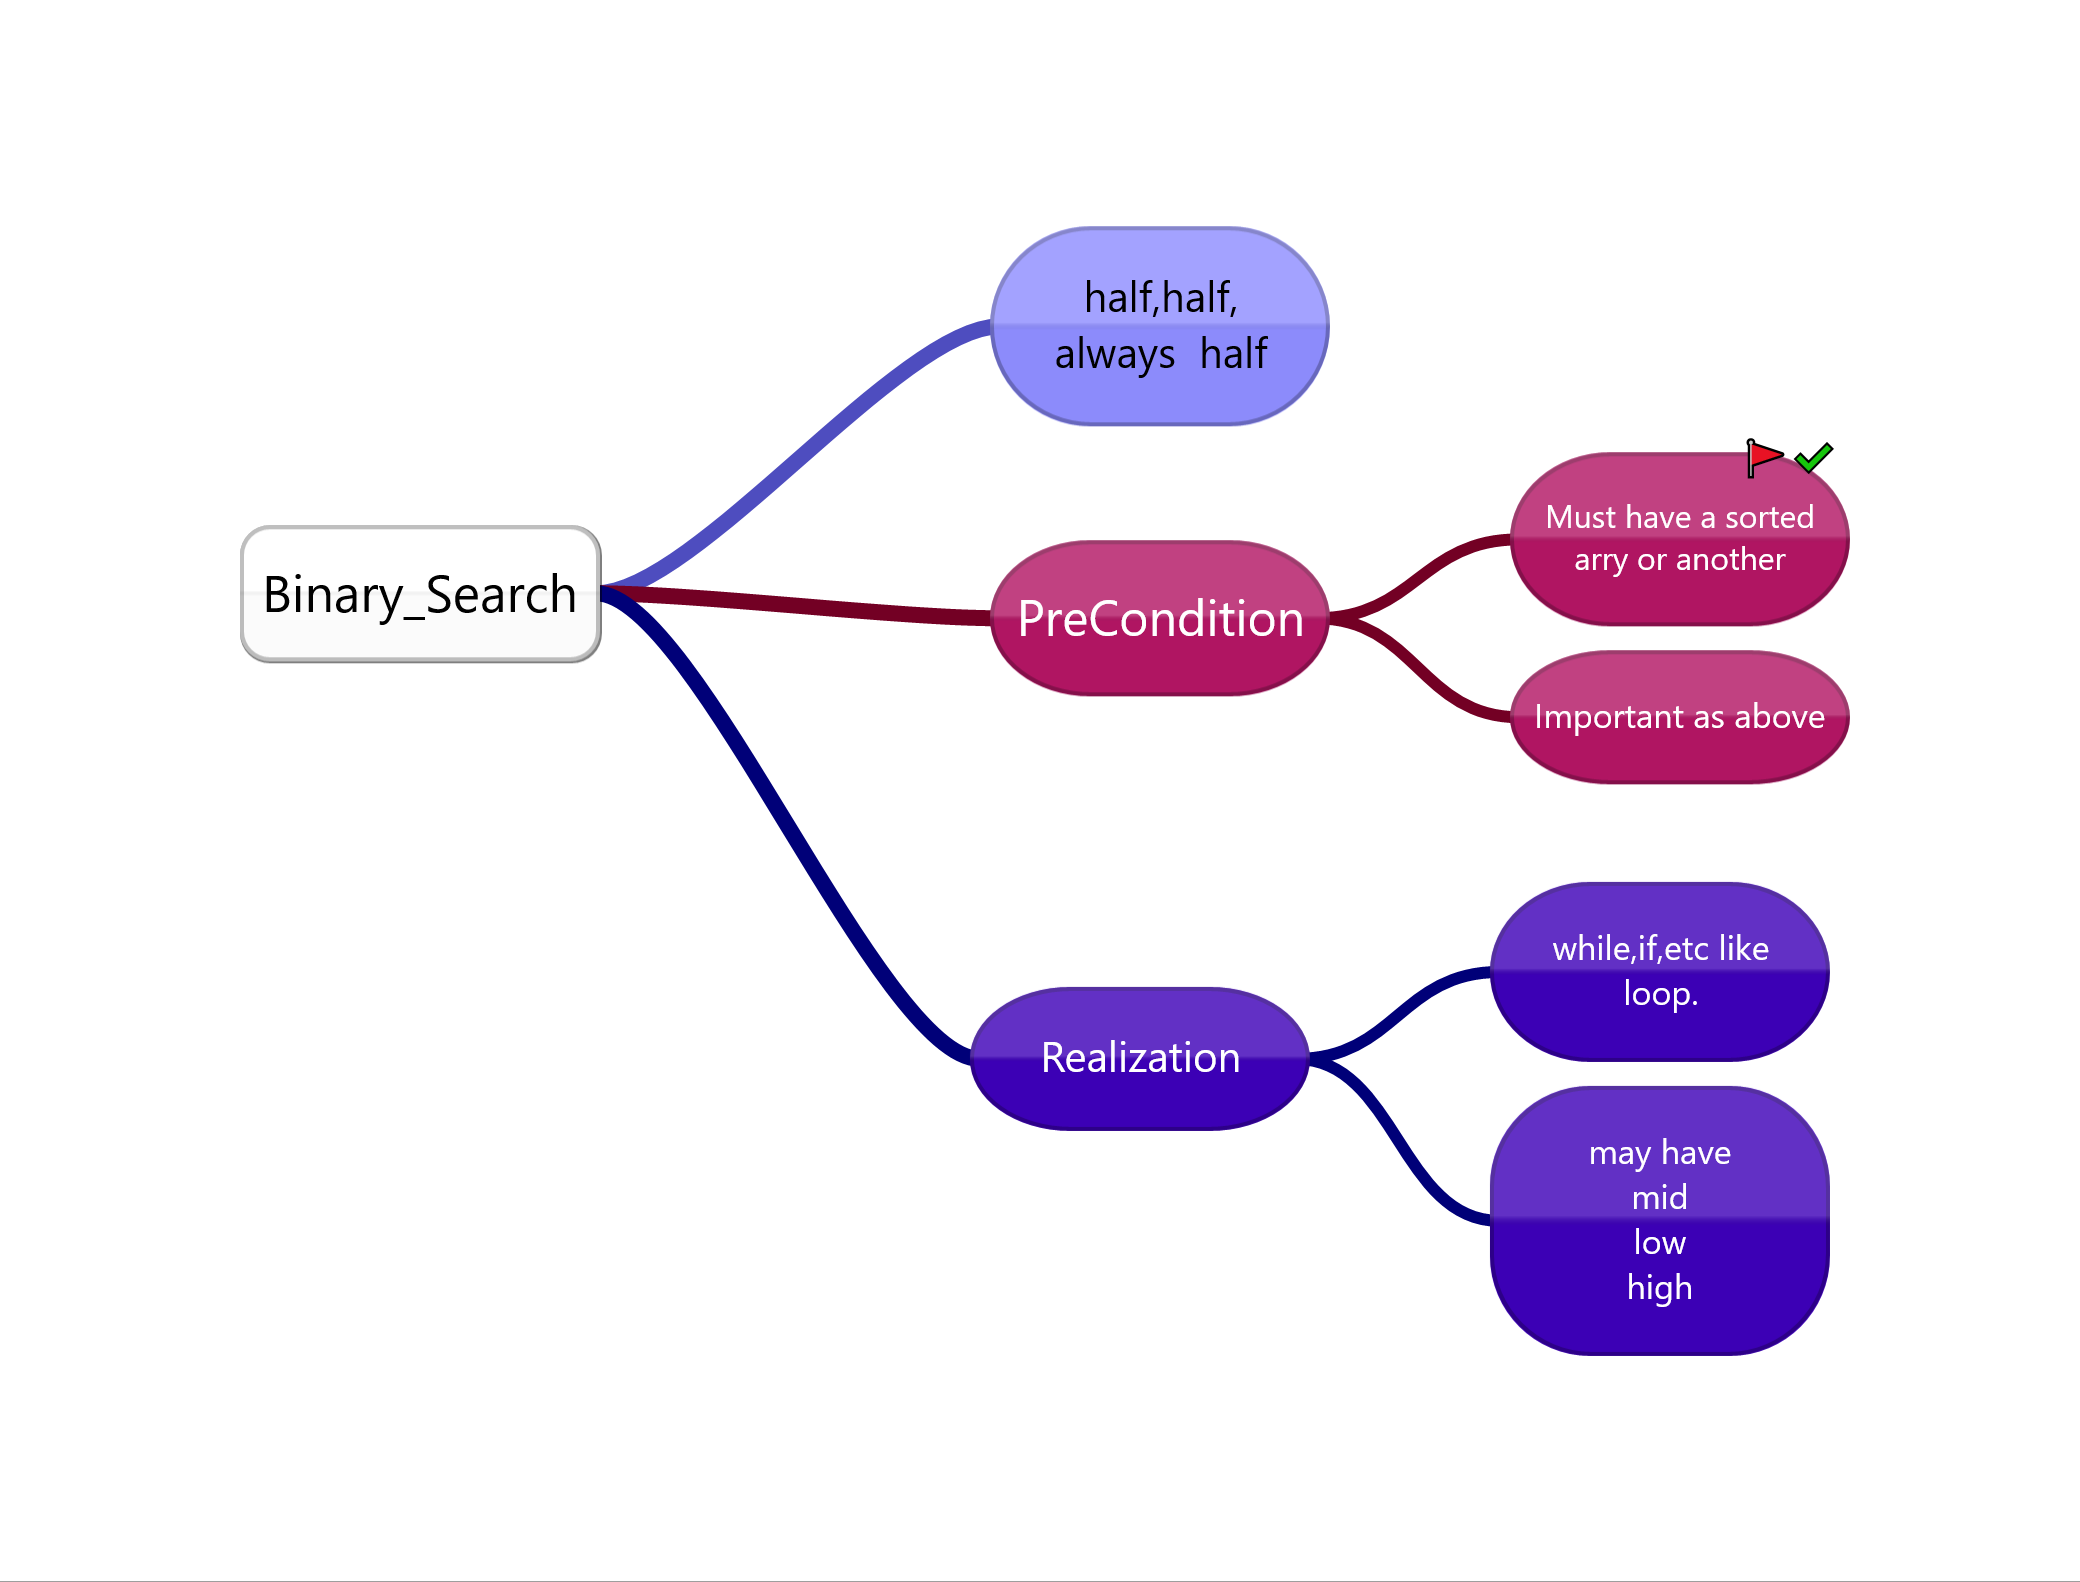 Binary_Search
half,half,
always  half
PreCondition
Must have a sorted
arry or another
Important as above
Realization
while,if,etc like
loop.
may have
mid
low
high